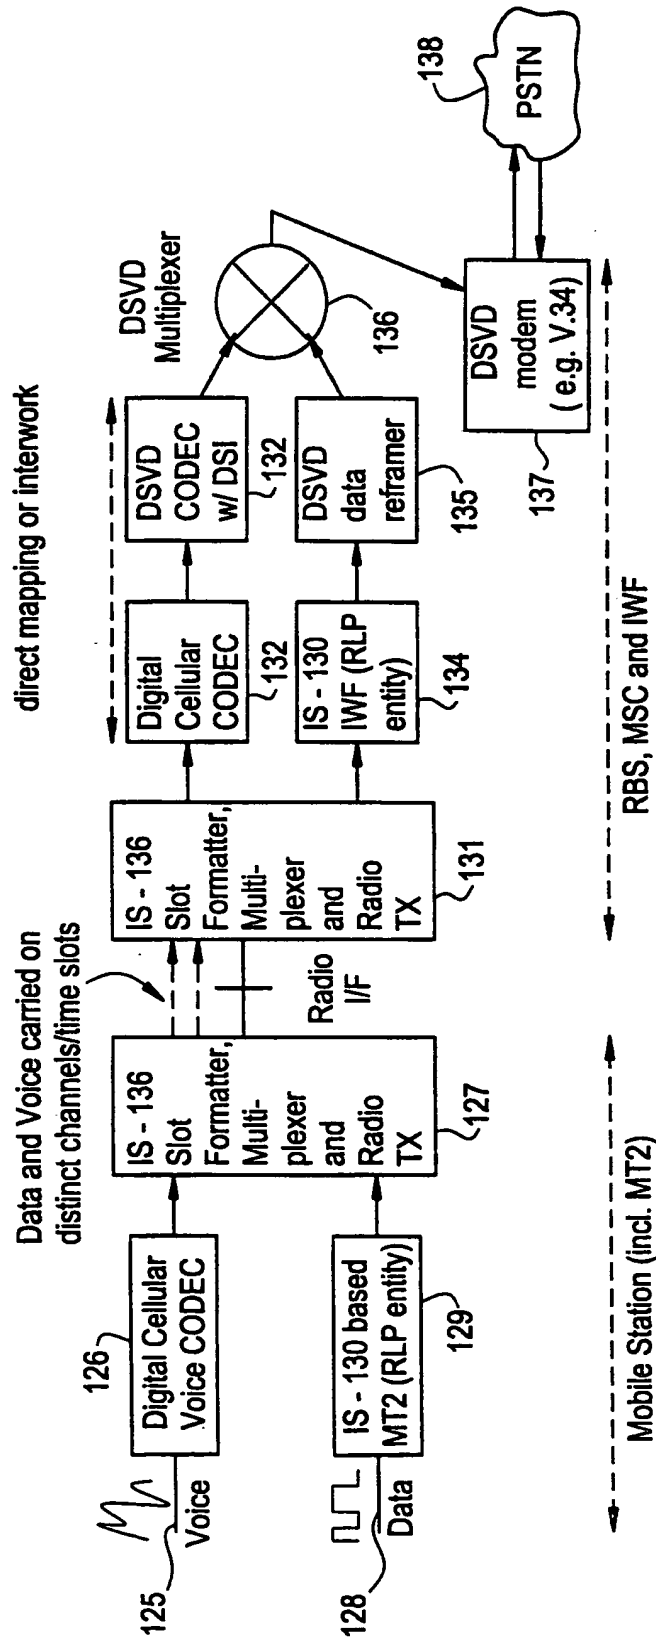 125
Voice
126
Digital Cellular
Voice CODEC
128
Data
IS - 130 based
MT2 (RLP entity)
129
Mobile Station (incl. MT2)
Data and Voice carried on
distinct channels/time slots
IS - 136
Slot
Formatter,
Multi-
plexer
and
Radio
TX
127
Radio
I/F
IS - 136
Slot
Formatter,
Multi-
plexer
and
Radio
TX
131
direct mapping or interwork
Digital
Cellular
CODEC
132
DSVD
CODEC
w/ DSI
132
IS - 130
IWF (RLP
entity)
134
DSVD
data
reframer
135
DSVD
Multiplexer
136
DSVD
modem
( e.g. V.34)
137
138
PSTN
RBS, MSC and IWF